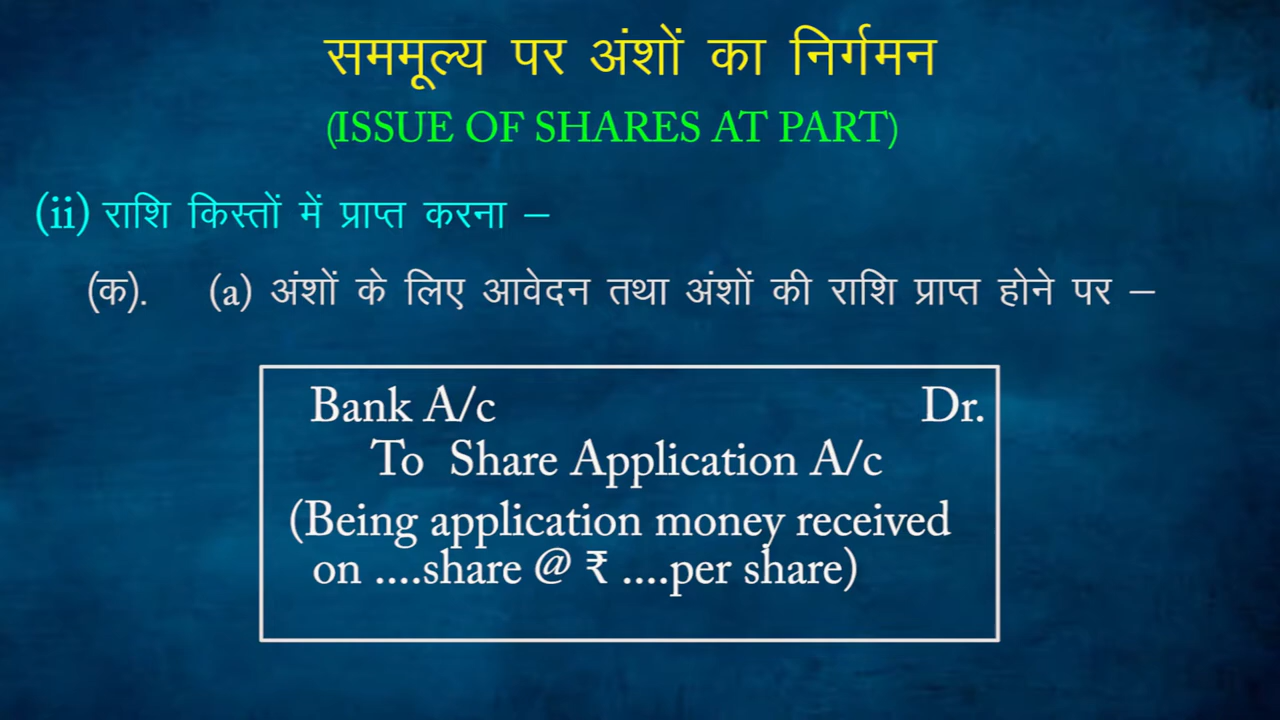 सममूल्य पर अंशों का निर्गमन
(ISSUE OF SHARES AT PART)
(ii) राशि किस्तों में प्राप्त करना –
(क). (a) अंशों के लिए आवेदन तथा अंशों की राशि प्राप्त होने पर –
Bank A/c Dr.
To Share Application A/c
(Being application money received
on ....share @ ₹ ....per share)